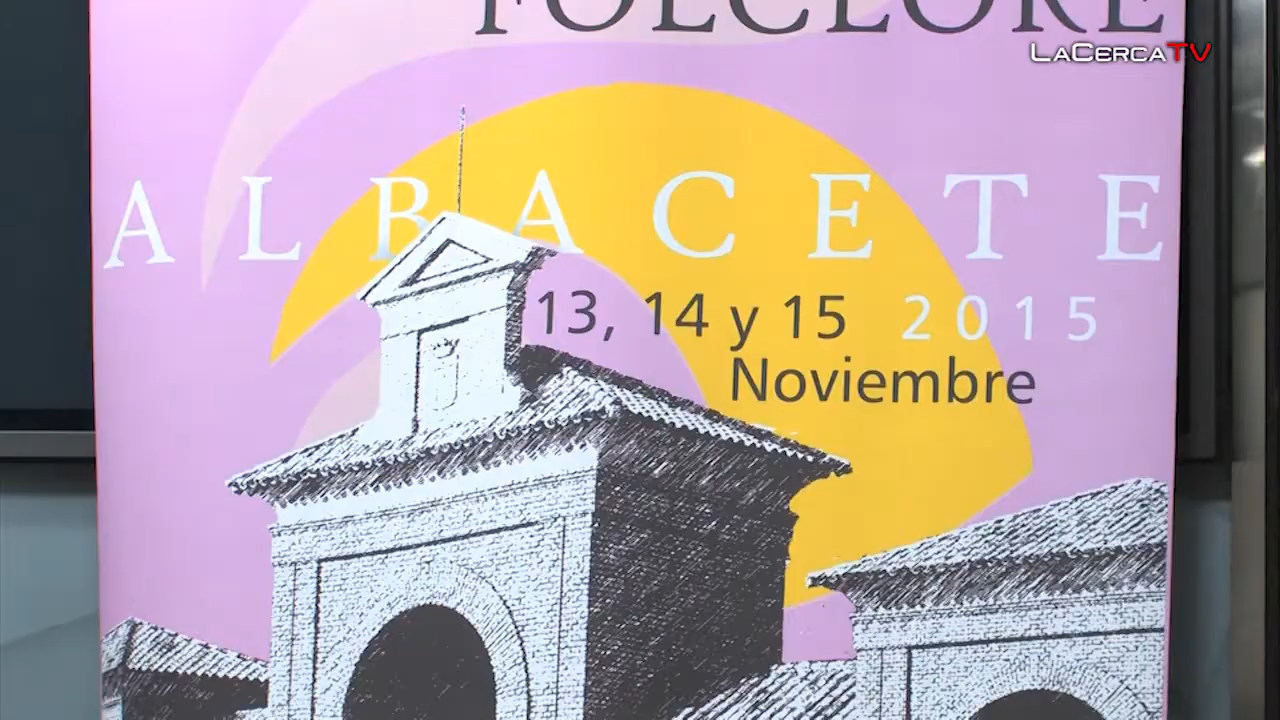 FOLCLORE
LaCercaTV
ALBACETE
13, 14 y 15 2015
Noviembre